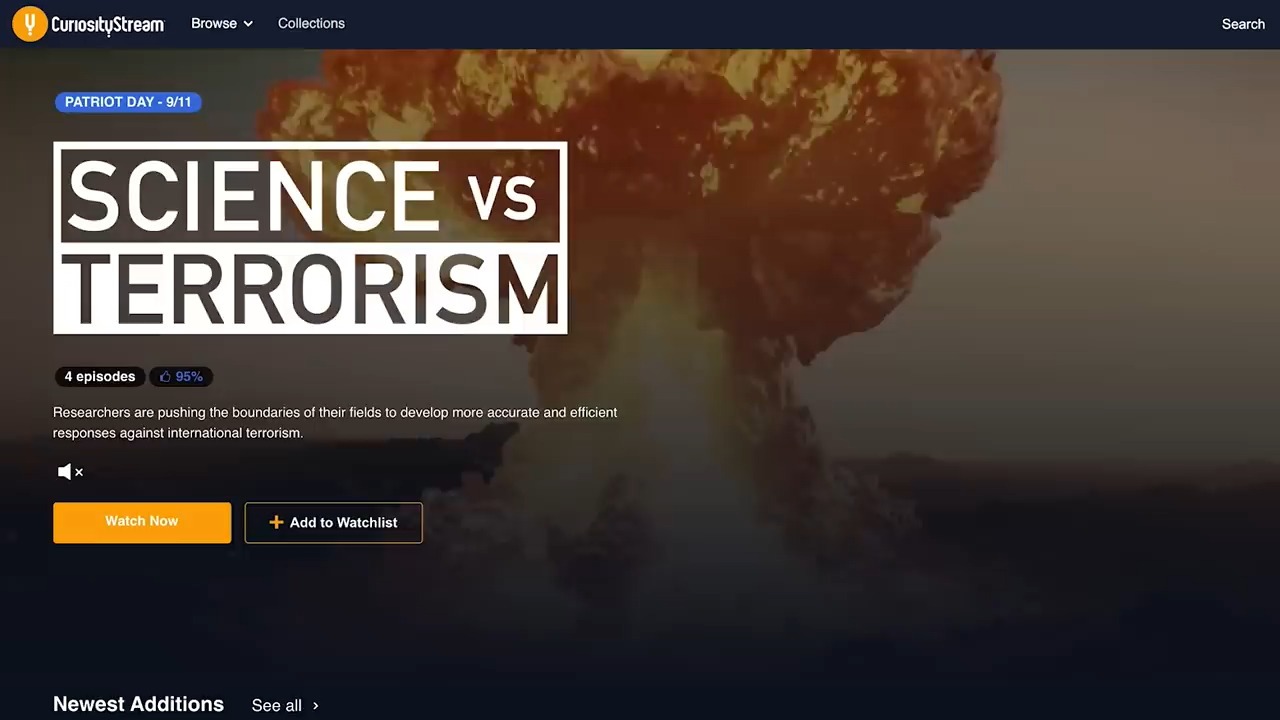 CURIOSITYSTREAM
Browse
Collections
Search
PATRIOT DAY - 9/11
SCIENCE VS
TERRORISM
4 episodes
95%
Researchers are pushing the boundaries of their fields to develop more accurate and efficient
responses against international terrorism.
Watch Now
Add to Watchlist
Newest Additions
See all